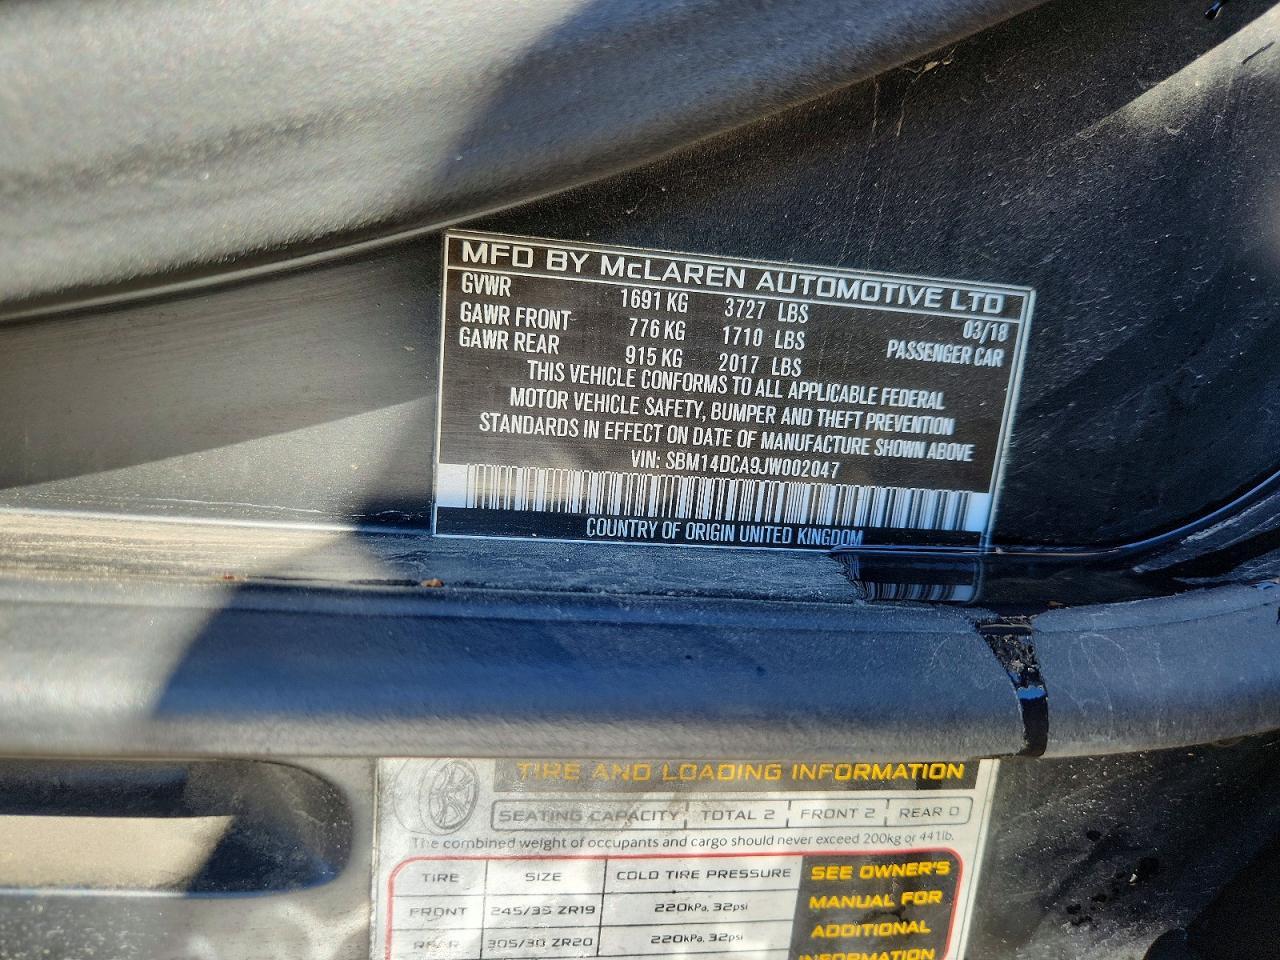 MFD BY McLAREN AUTOMOTIVE LTD
GVWR 1691 KG 3727 LBS 03/18
GAWR FRONT 776 KG 1710 LBS PASSENGER CAR
GAWR REAR 915 KG 2017 LBS
THIS VEHICLE CONFORMS TO ALL APPLICABLE FEDERAL
MOTOR VEHICLE SAFETY, BUMPER AND THEFT PREVENTION
STANDARDS IN EFFECT ON DATE OF MANUFACTURE SHOWN ABOVE
VIN: SBM14DCA9JW002047
COUNTRY OF ORIGIN UNITED KINGDOM
TIRE AND LOADING INFORMATION
SEATING CAPACITY TOTAL 2 FRONT 2 REAR 0
The combined weight of occupants and cargo should never exceed 200kg or 441lb.
TIRE SIZE COLD TIRE PRESSURE
FRONT 245/35 ZR19 220kPa, 32psi
REAR 305/30 ZR20 220kPa, 32psi
SEE OWNER'S
MANUAL FOR
ADDITIONAL
INFORMATION